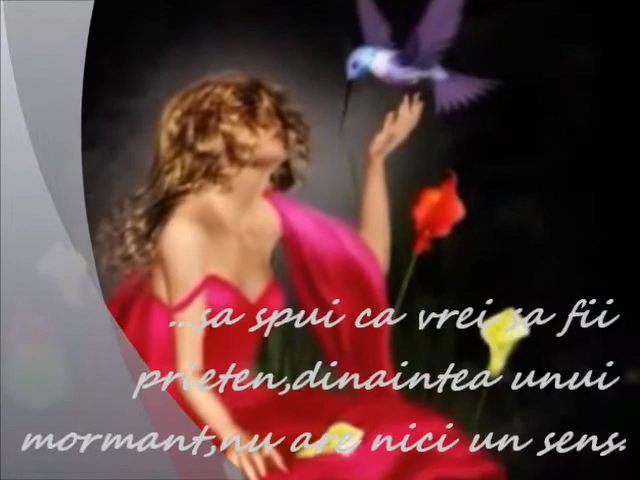 ...sa spui ca vrei sa fii
prieten,dinaintea unui
mormant,nu are nici un sens.